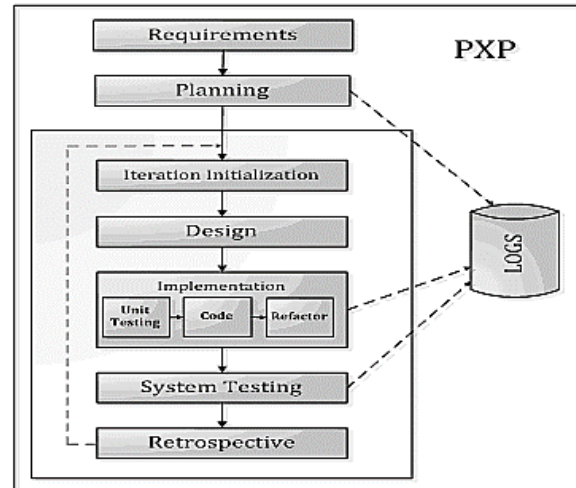 Requirements
PXP
Planning
Iteration Initialization
Design
Implementation
Unit
Testing
Code
Refactor
LOGS
System Testing
Retrospective